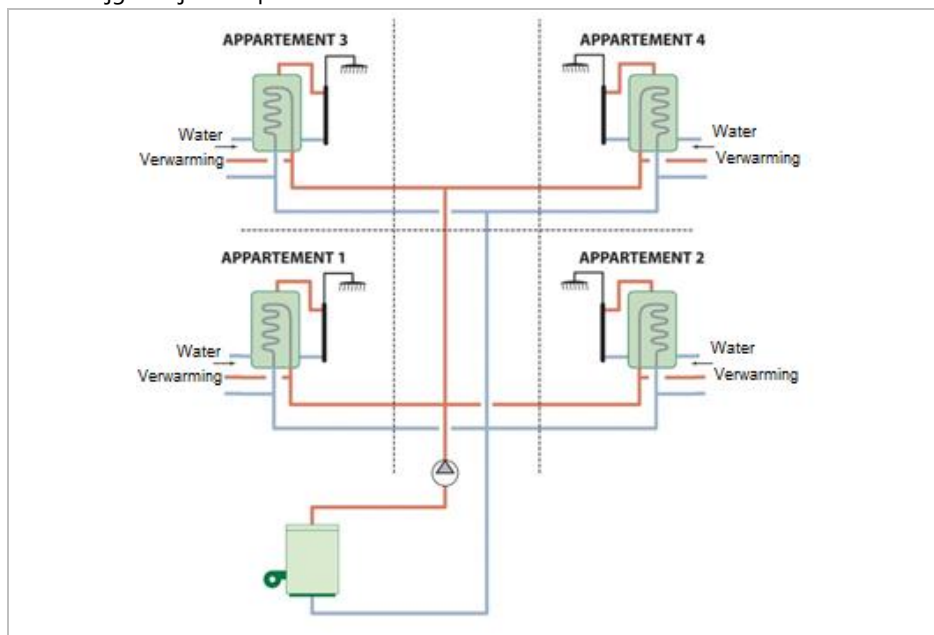 APPARTEMENT 3
APPARTEMENT 4
Water
Water
Verwarming
Verwarming
APPARTEMENT 1
APPARTEMENT 2
Water
Water
Verwarming
Verwarming